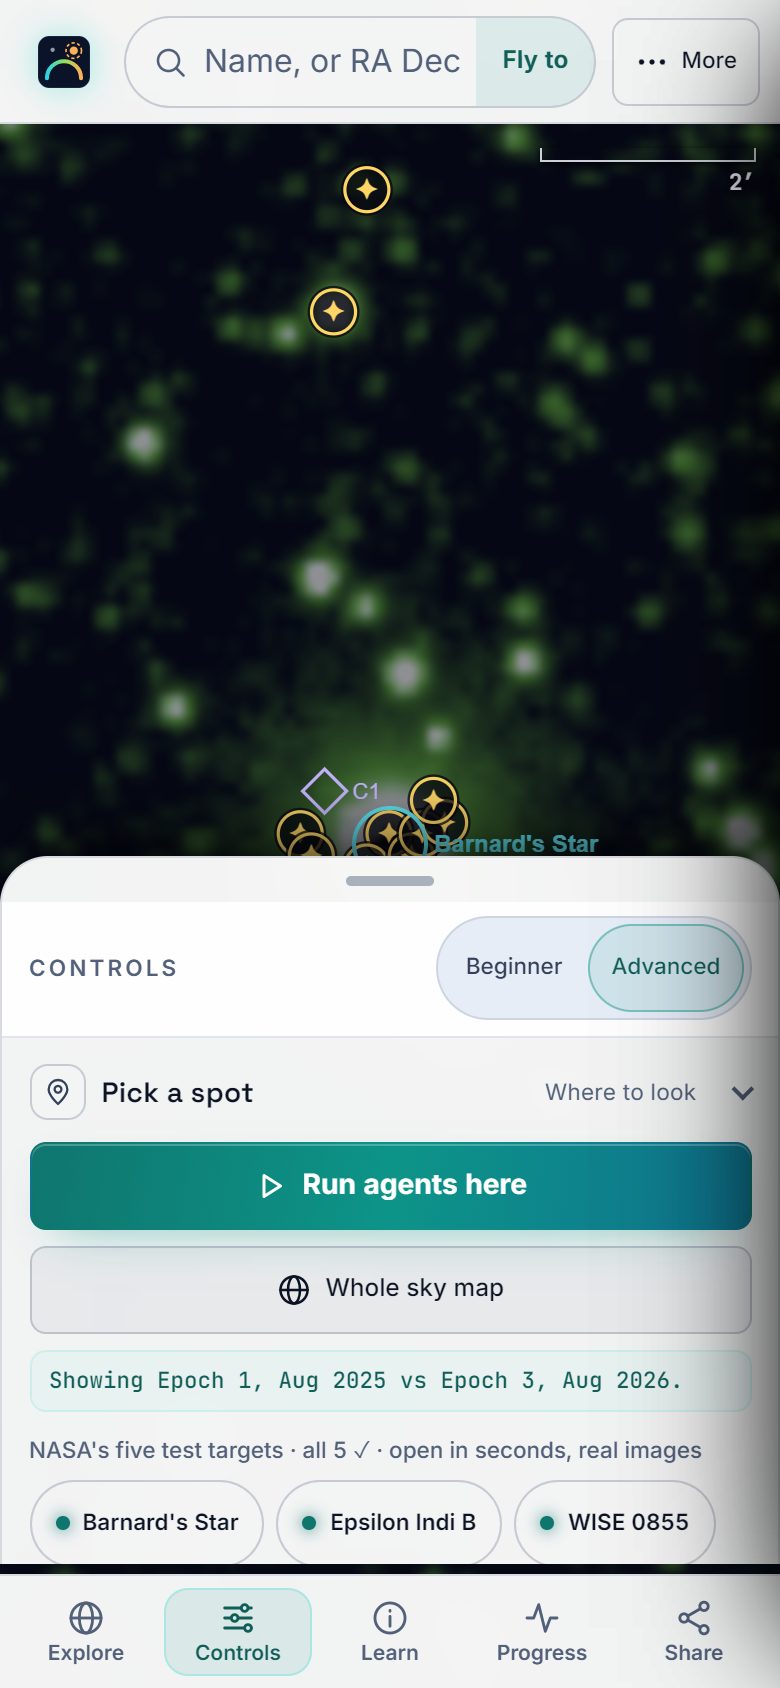 Name, or RA Dec
Fly to
More
2′
C1
Barnard's Star
CONTROLS
Beginner
Advanced
Pick a spot
Where to look
Run agents here
Whole sky map
Showing Epoch 1, Aug 2025 vs Epoch 3, Aug 2026.
NASA's five test targets · all 5 ✓ · open in seconds, real images
Barnard's Star
Epsilon Indi B
WISE 0855
Explore
Controls
Learn
Progress
Share